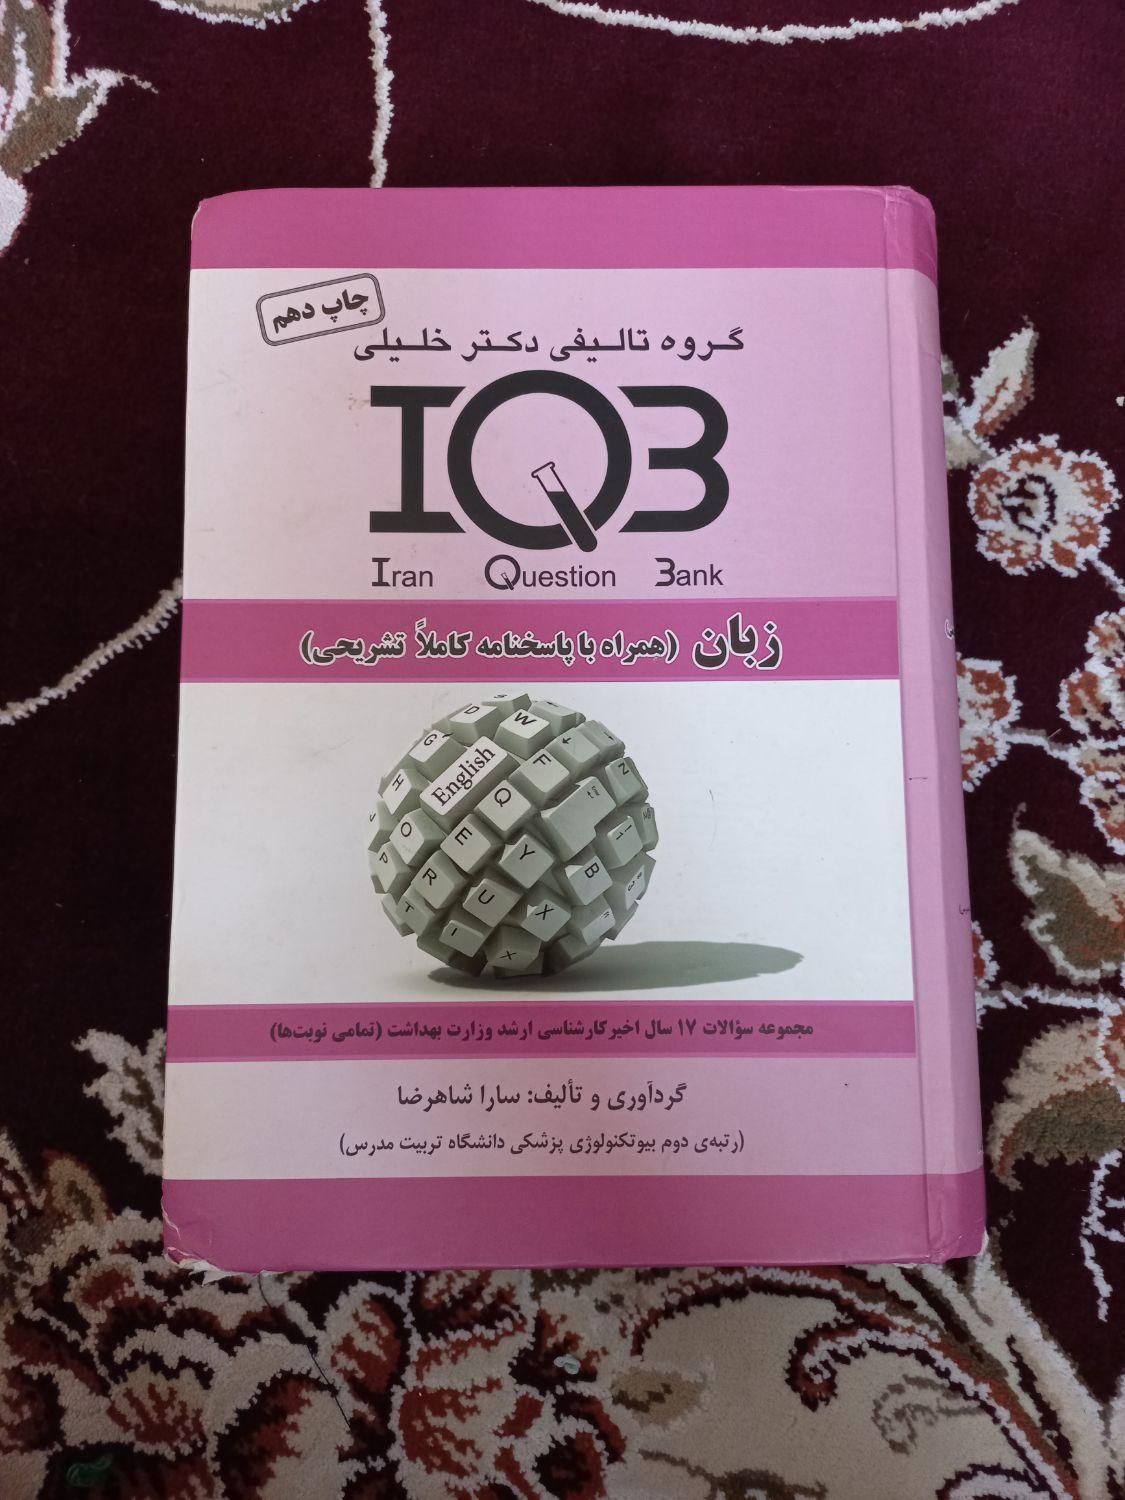 چاپ دهم
گروه تالیفی دکتر خلیلی
IQB
Iran Question Bank
زبان (همراه با پاسخنامه کاملاً تشریحی)
English
مجموعه سؤالات ۱۷ سال اخیر کارشناسی ارشد وزارت بهداشت (تمامی نوبت‌ها)
گردآوری و تألیف: سارا شاهرضا
(رتبه‌ی دوم بیوتکنولوژی پزشکی دانشگاه تربیت مدرس)